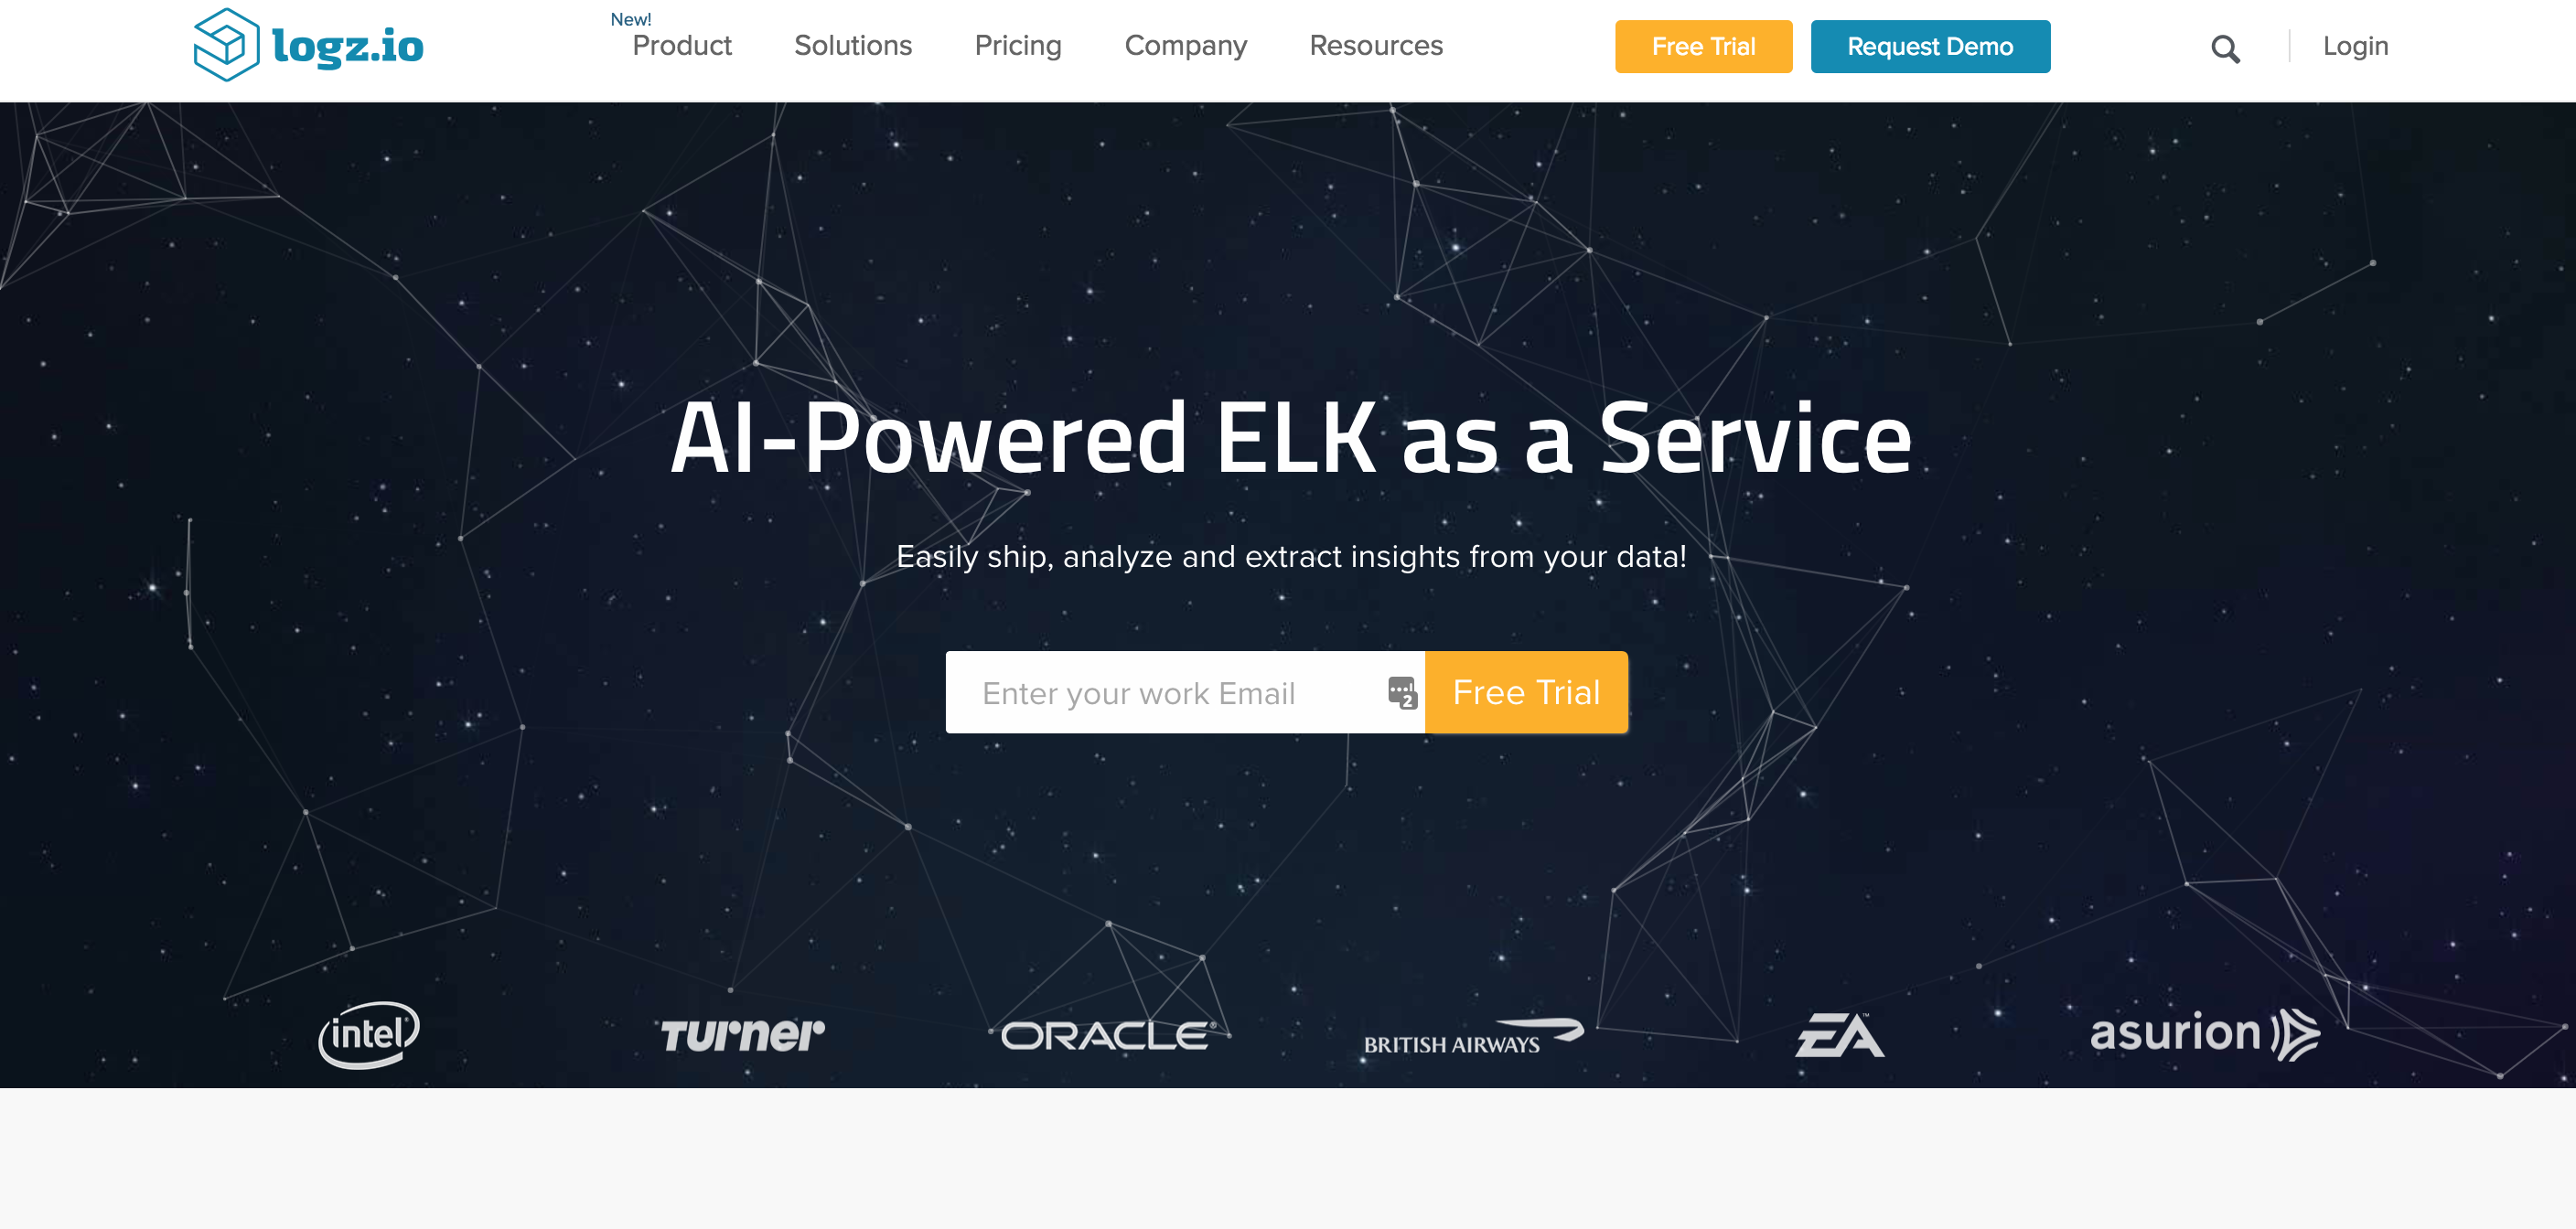 logz.io
New!
Product Solutions Pricing Company Resources
Free Trial
Request Demo
Login
AI-Powered ELK as a Service
Easily ship, analyze and extract insights from your data!
Enter your work Email
2
Free Trial
intel
Turner
ORACLE®
BRITISH AIRWAYS
EA™
asurion